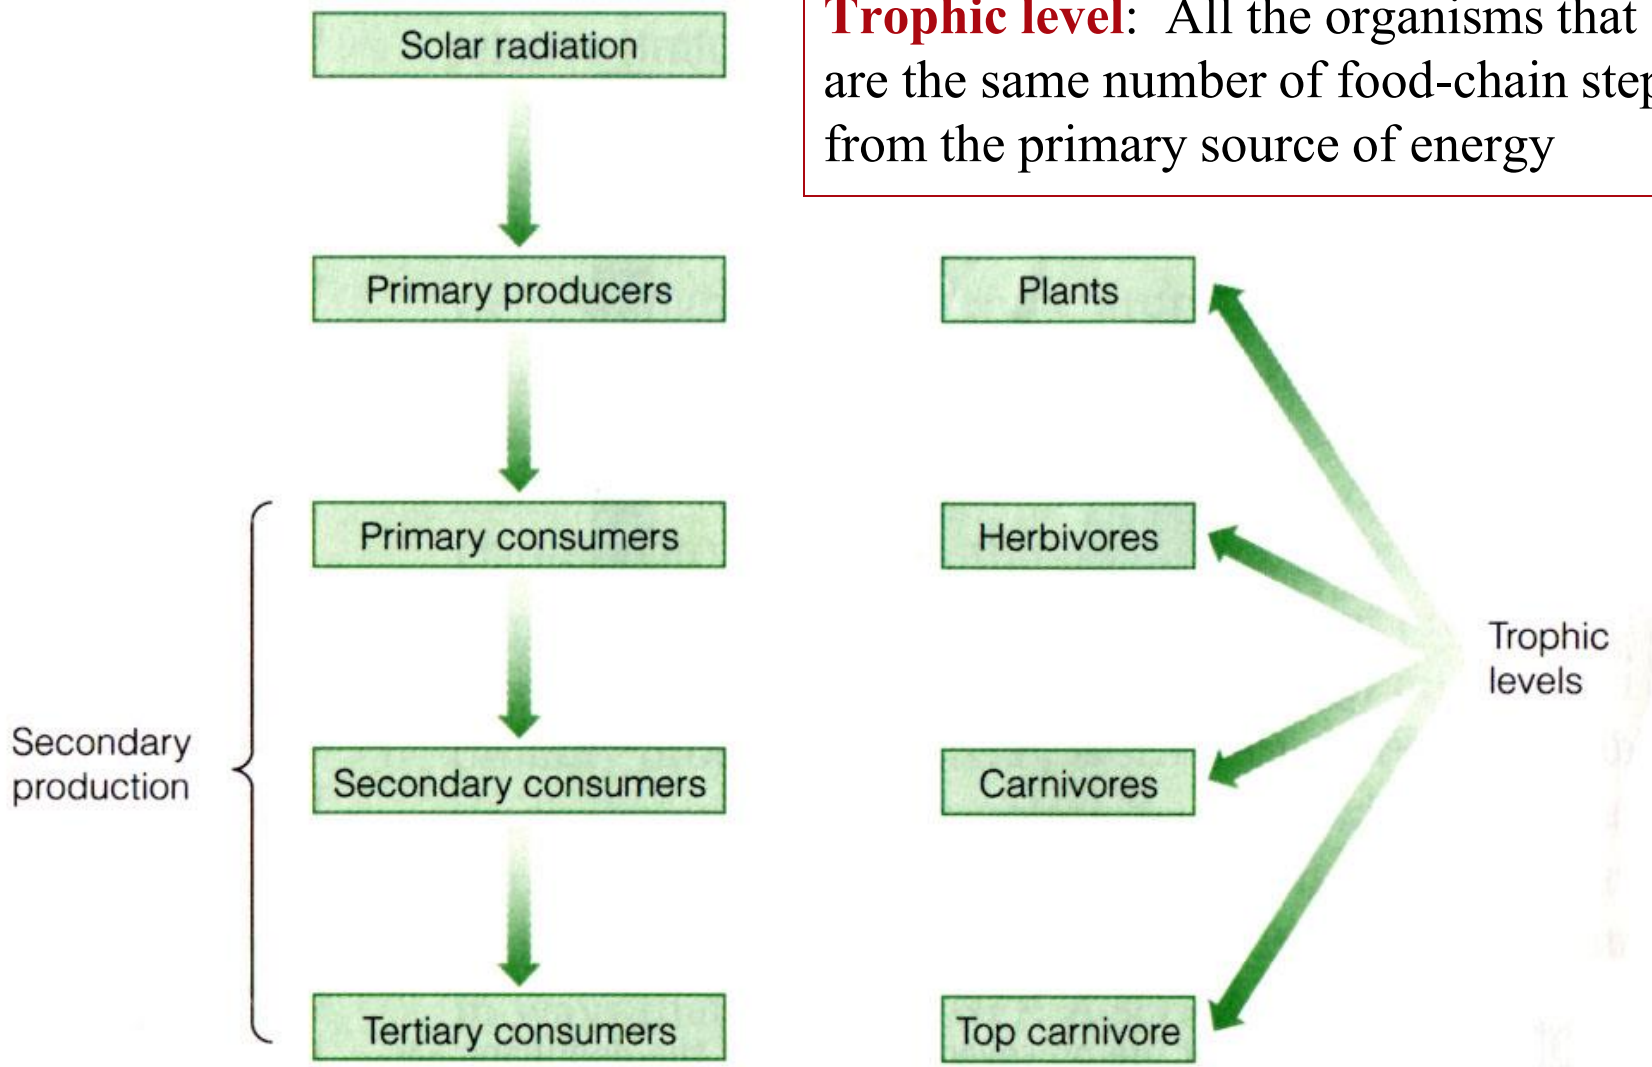 Solar radiation
Trophic level: All the organisms that
are the same number of food-chain step
from the primary source of energy
Primary producers
Plants
Primary consumers
Herbivores
Trophic
levels
Secondary
production
Secondary consumers
Carnivores
Tertiary consumers
Top carnivore